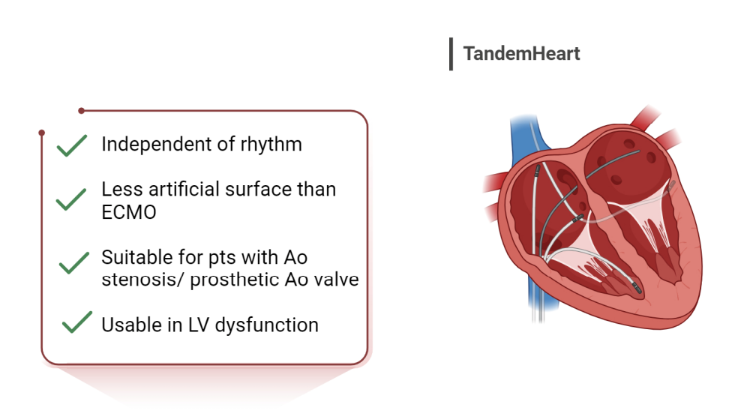 TandemHeart
Independent of rhythm
Less artificial surface than
ECMO
Suitable for pts with Ao
stenosis/ prosthetic Ao valve
Usable in LV dysfunction